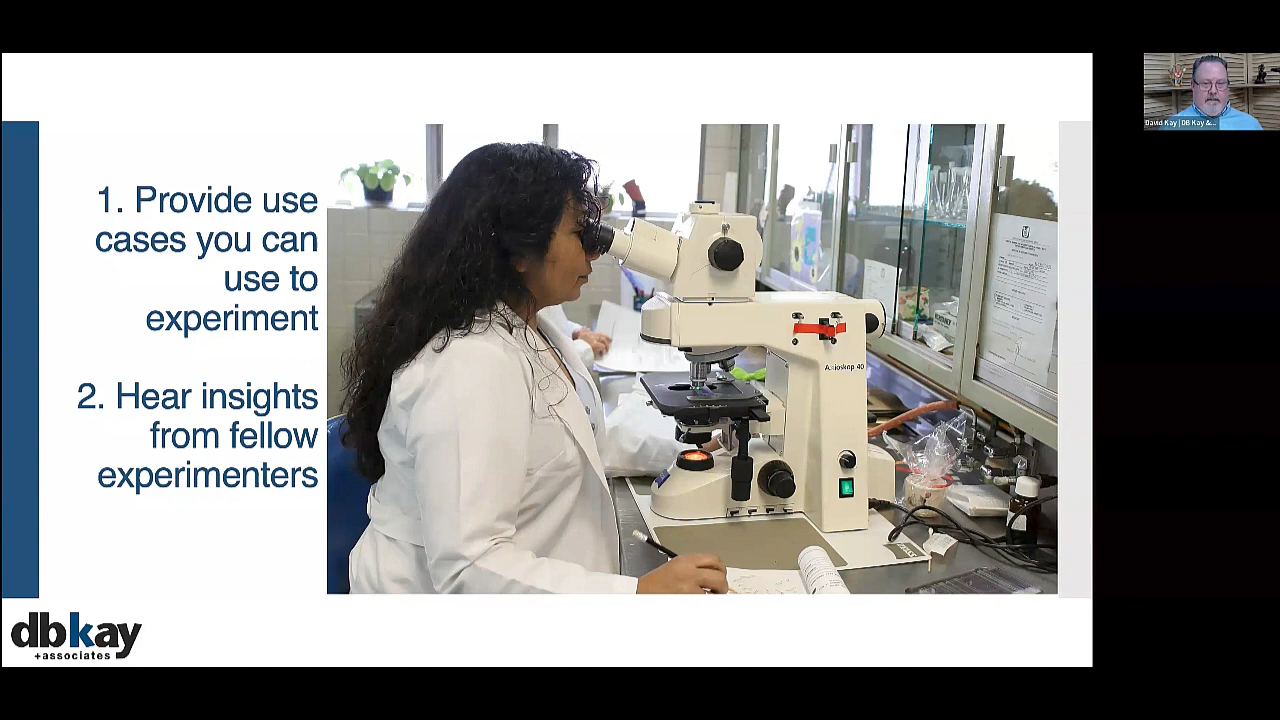 1. Provide use
cases you can
use to
experiment
2. Hear insights
from fellow
experimenters
dbkay
+associates
David Kay | DB Kay &...
Axioskop 40